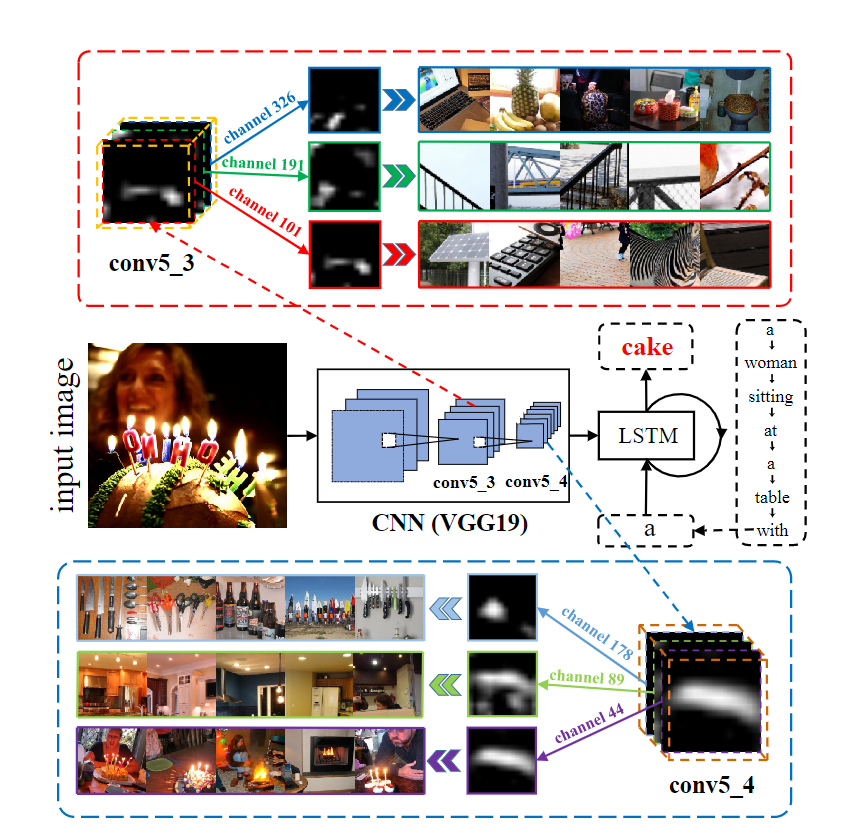 channel 326
channel 191
channel 101
conv5_3
input image
conv5_3
conv5_4
CNN (VGG19)
cake
LSTM
a
a
woman
sitting
at
a
table
with
channel 178
channel 89
channel 44
conv5_4